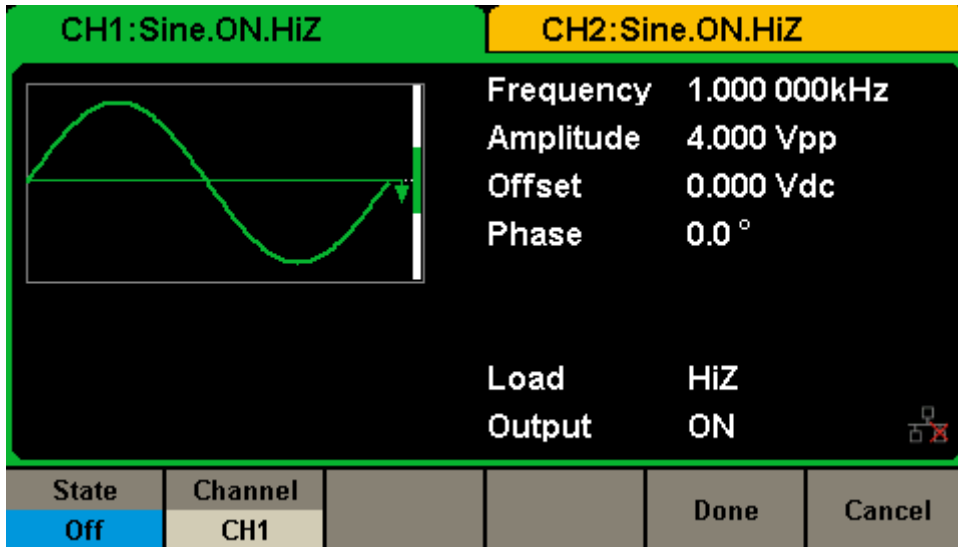 CH1:Sine.ON.HiZ
CH2:Sine.ON.HiZ
Frequency 1.000 000kHz
Amplitude 4.000 Vpp
Offset 0.000 Vdc
Phase 0.0 °
Load HiZ
Output ON
State Channel
Done Cancel
Off CH1